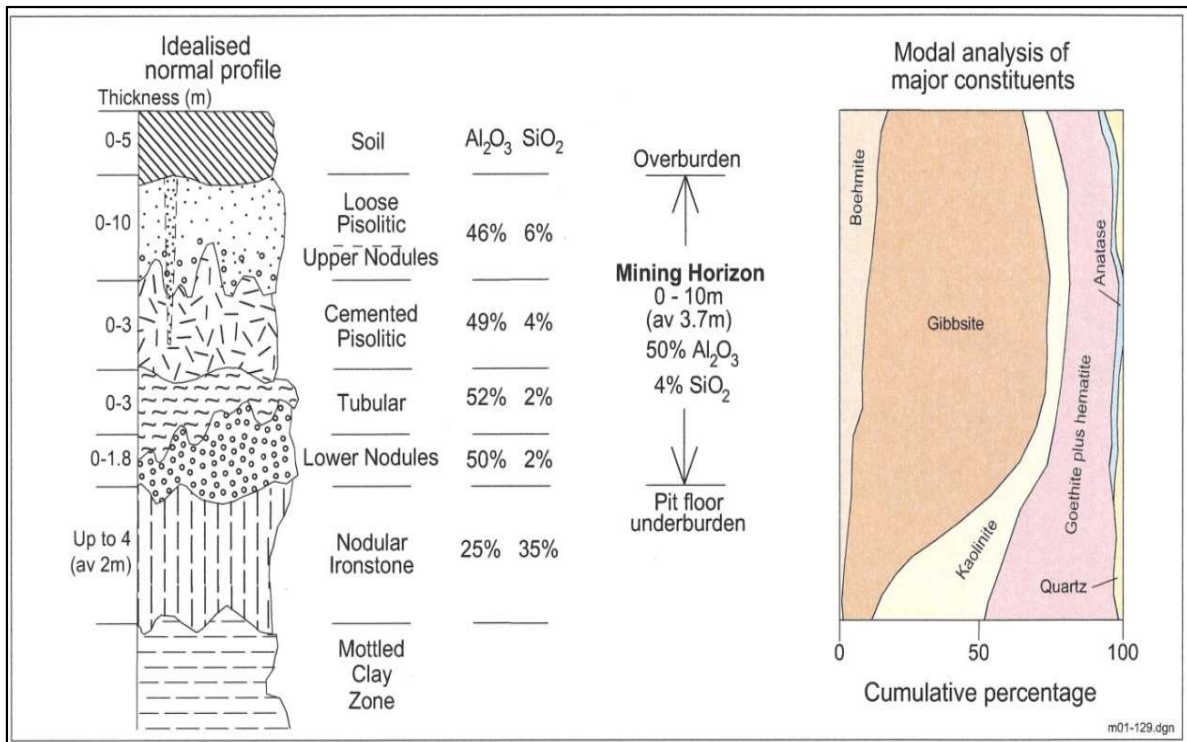 Idealised
normal profile
Thickness (m)
0-5
Soil
Al₂O₃ SiO₂
0-10
Loose
Pisolitic
Upper Nodules
46% 6%
0-3
Cemented
Pisolitic
49% 4%
0-3
Tubular
52% 2%
0-1.8
Lower Nodules
50% 2%
Up to 4
(av 2m)
Nodular
Ironstone
25% 35%
Mottled
Clay
Zone
Overburden
Mining Horizon
0 - 10m
(av 3.7m)
50% Al₂O₃
4% SiO₂
Pit floor
underburden
Modal analysis of
major constituents
Boehmite
Gibbsite
Kaolinite
Goethite plus hematite
Anatase
Quartz
0 50 100
Cumulative percentage
m01-129.dgn